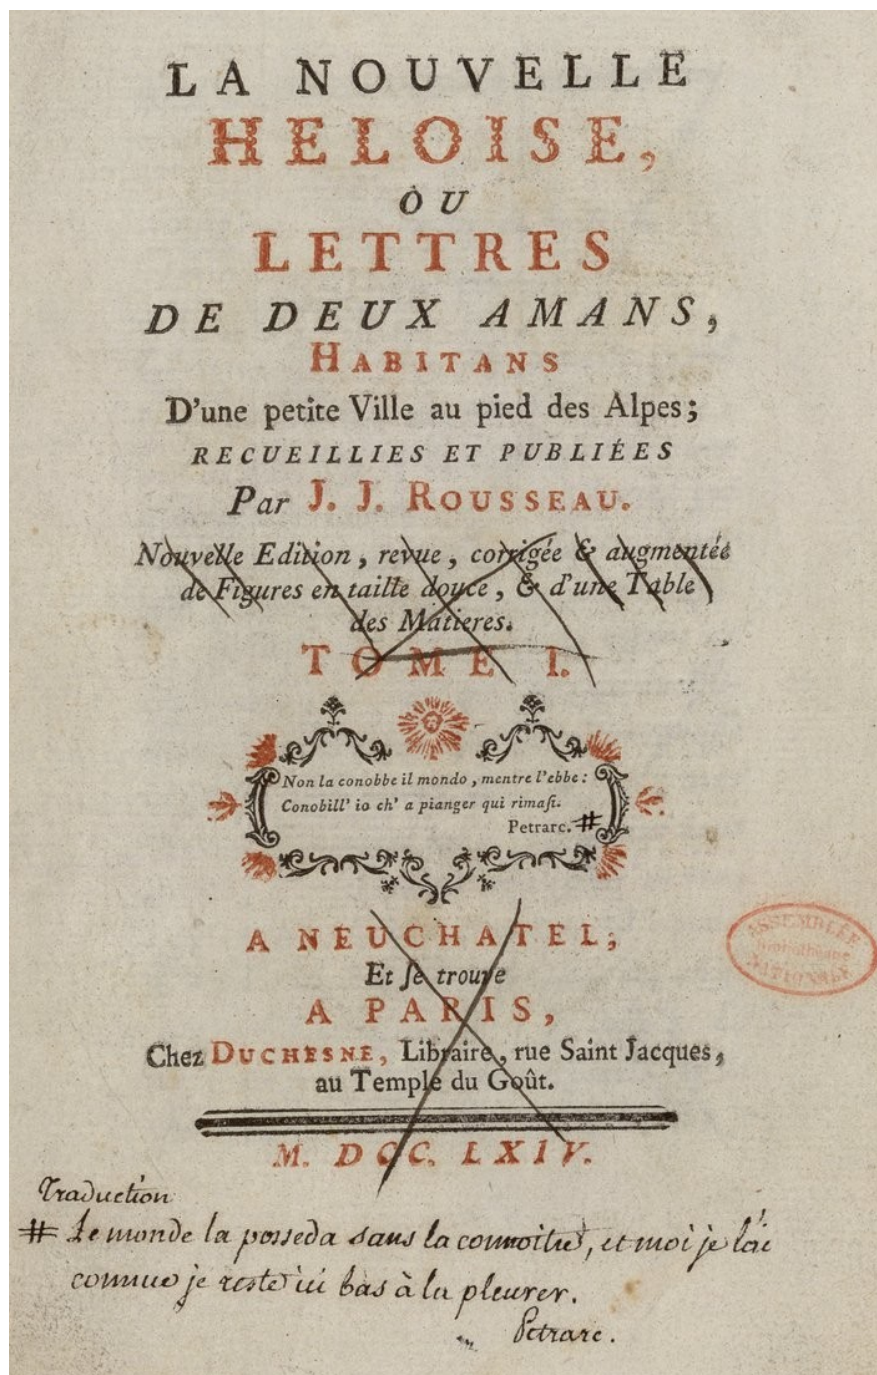 LA NOUVELLE
HELOISE,
OU
LETTRES
DE DEUX AMANS,
HABITANS
D'une petite Ville au pied des Alpes;
RECUEILLIES ET PUBLIÉES
Par J. J. ROUSSEAU.
Nouvelle Edition, revue, corrigée & augmentée
de Figures en taille douce, & d'une Table
des Matieres.
TOME I.
Non la conobbe il mondo, mentre l'ebbe:
Conobill' io ch' a pianger qui rimasi.
Petrarc. #
A NEUCHATEL;
Et se trouve
A PARIS,
Chez DUCHESNE, Libraire, rue Saint Jacques,
au Temple du Goût.
M. DCC. LXIV.
ASSEMBLÉE
Bibliothèque
NATIONALE
Traduction
# Le monde la posseda sans la connoitre, et moi je l'ai
connue je reste ici bas à la pleurer.
Petrarc.